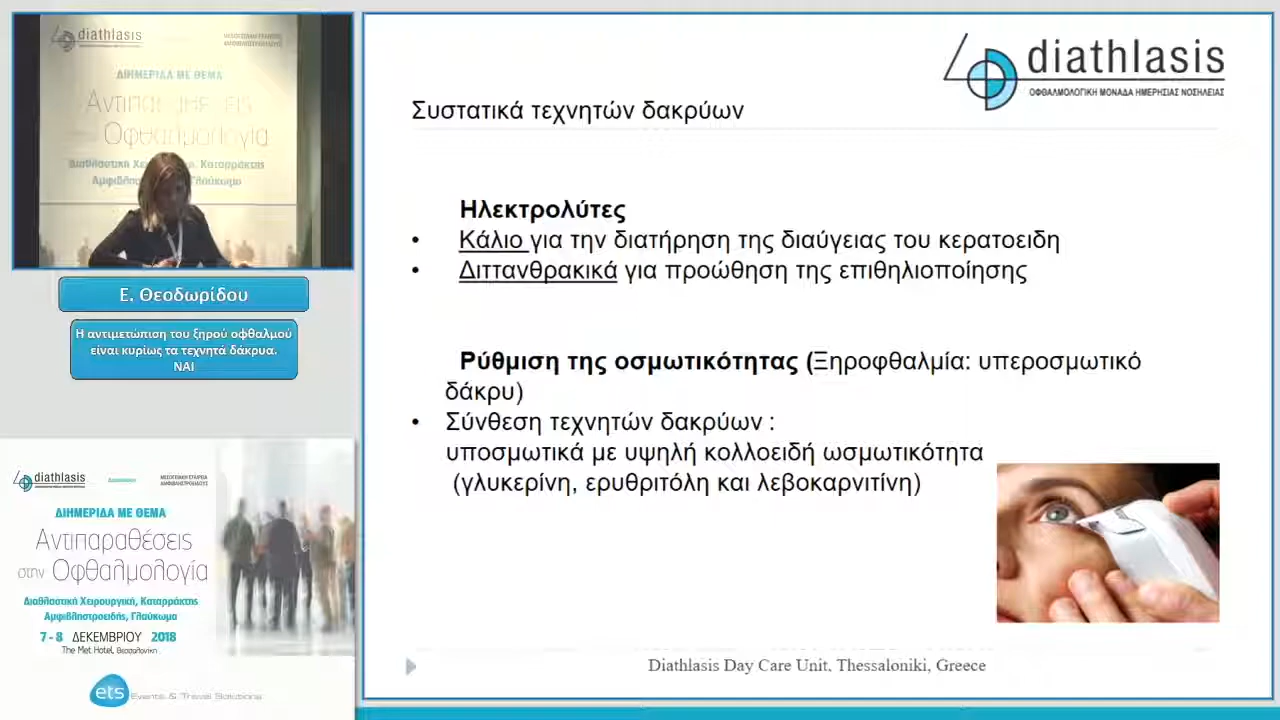 diathlasis
ΔΙΗΜΕΡΙΔΑ ΜΕ ΘΕΜΑ
Αντιπαραθέσεις
Οφθαλμολογία
Διαθλαστική Καταρράκτης
Γλαύκωμα
Ε. Θεοδωρίδου
Η αντιμετώπιση του ξηρού οφθαλμού
είναι κυρίως τα τεχνητά δάκρυα.
ΝΑΙ
diathlasis
ΜΕΣΟΓΕΙΑΚΗ ΕΤΑΙΡΕΙΑ
ΑΜΦΙΒΛΗΣΤΡΟΕΙΔΟΥΣ
ΔΙΗΜΕΡΙΔΑ ΜΕ ΘΕΜΑ
Αντιπαραθέσεις
στην Οφθαλμολογία
Διαθλαστική Χειρουργική, Καταρράκτης
Αμφιβληστροειδής, Γλαύκωμα
7 - 8 ΔΕΚΕΜΒΡΙΟΥ 2018
The Met Hotel, Θεσσαλονίκη
ets Events & Travel Solutions
diathlasis
ΟΦΘΑΛΜΟΛΟΓΙΚΗ ΜΟΝΑΔΑ ΗΜΕΡΗΣΙΑΣ ΝΟΣΗΛΕΙΑΣ
Συστατικά τεχνητών δακρύων
Ηλεκτρολύτες
• Κάλιο για την διατήρηση της διαύγειας του κερατοειδη
• Διττανθρακικά για προώθηση της επιθηλιοποίησης
Ρύθμιση της οσμωτικότητας (Ξηροφθαλμία: υπεροσμωτικό
δάκρυ)
• Σύνθεση τεχνητών δακρύων :
υποσμωτικά με υψηλή κολλοειδή ωσμωτικότητα
(γλυκερίνη, ερυθριτόλη και λεβοκαρνιτίνη)
Diathlasis Day Care Unit, Thessaloniki, Greece